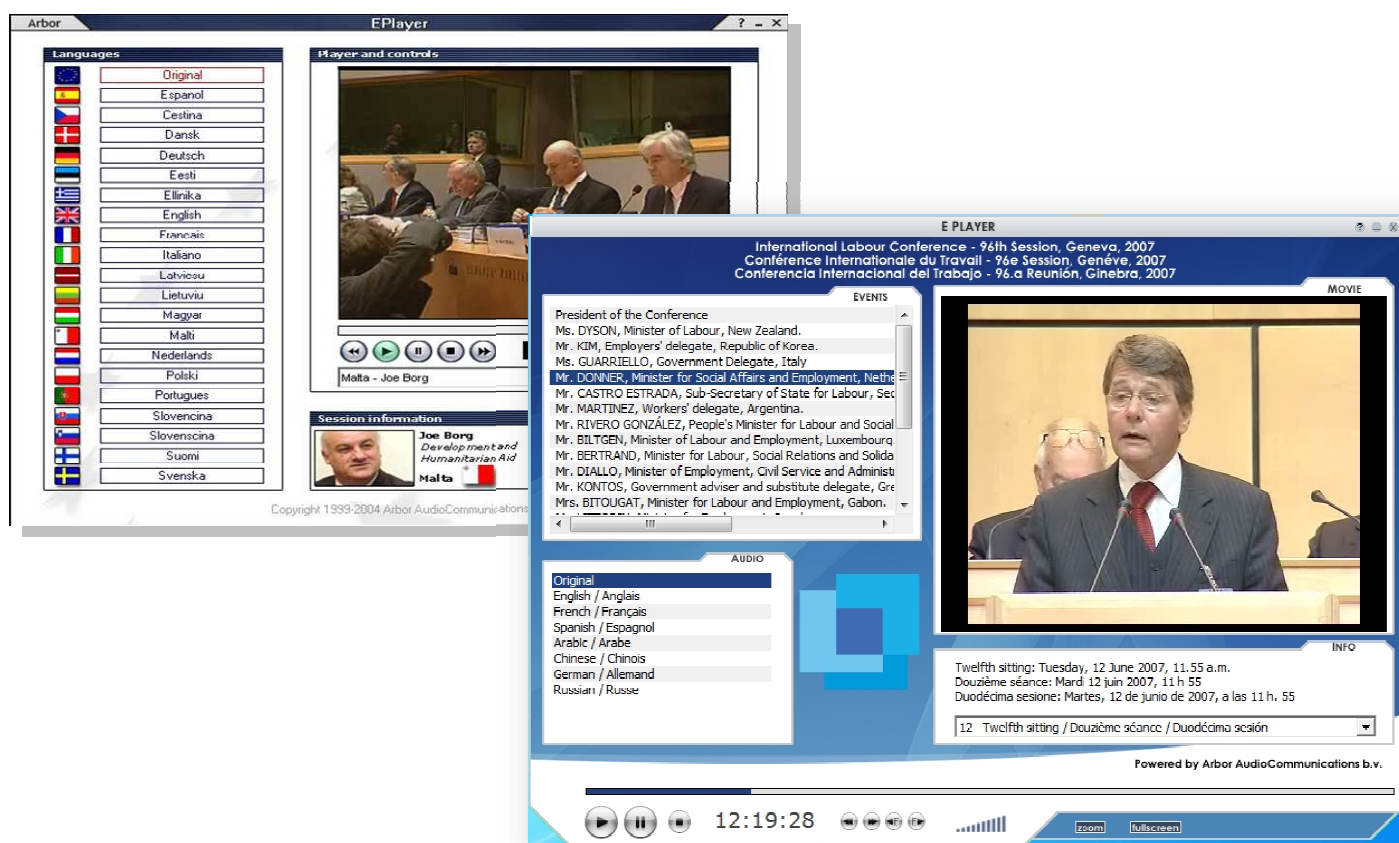 Arbor
EPlayer
? - X
Languages
Original
Espanol
Cestina
Dansk
Deutsch
Eesti
Ellinika
English
Francais
Italiano
Latviesu
Lietuviu
Magyar
Malti
Nederlands
Polski
Portugues
Slovencina
Slovenscina
Suomi
Svenska
Player and controls
Malta - Joe Borg
Session information
Joe Borg
Development and
Humanitarian Aid
Malta
Copyright 1999-2004 Arbor AudioCommunications
E PLAYER
International Labour Conference - 96th Session, Geneva, 2007
Conférence Internationale du Travail - 96e Session, Genéve, 2007
Conferencia Internacional del Trabajo - 96.a Reunión, Ginebra, 2007
EVENTS
President of the Conference
Ms. DYSON, Minister of Labour, New Zealand.
Mr. KIM, Employers' delegate, Republic of Korea.
Ms. GUARRIELLO, Government Delegate, Italy
Mr. DONNER, Minister for Social Affairs and Employment, Nethe
Mr. CASTRO ESTRADA, Sub-Secretary of State for Labour, Sec
Mr. MARTINEZ, Workers' delegate, Argentina.
Mr. RIVERO GONZÁLEZ, People's Minister for Labour and Social
Mr. BILTGEN, Minister of Labour and Employment, Luxembourg
Mr. BERTRAND, Minister for Labour, Social Relations and Solida
Mr. DIALLO, Minister of Employment, Civil Service and Administ
Mr. KONTOS, Government adviser and substitute delegate, Gre
Mrs. BITOUGAT, Minister for Labour and Employment, Gabon.
AUDIO
Original
English / Anglais
French / Français
Spanish / Espagnol
Arabic / Arabe
Chinese / Chinois
German / Allemand
Russian / Russe
MOVIE
INFO
Twelfth sitting: Tuesday, 12 June 2007, 11.55 a.m.
Douzième séance: Mardi 12 juin 2007, 11 h 55
Duodécima sesione: Martes, 12 de junio de 2007, a las 11 h. 55
12 Twelfth sitting / Douzième séance / Duodécima sesión
Powered by Arbor AudioCommunications b.v.
12:19:28
zoom
fullscreen